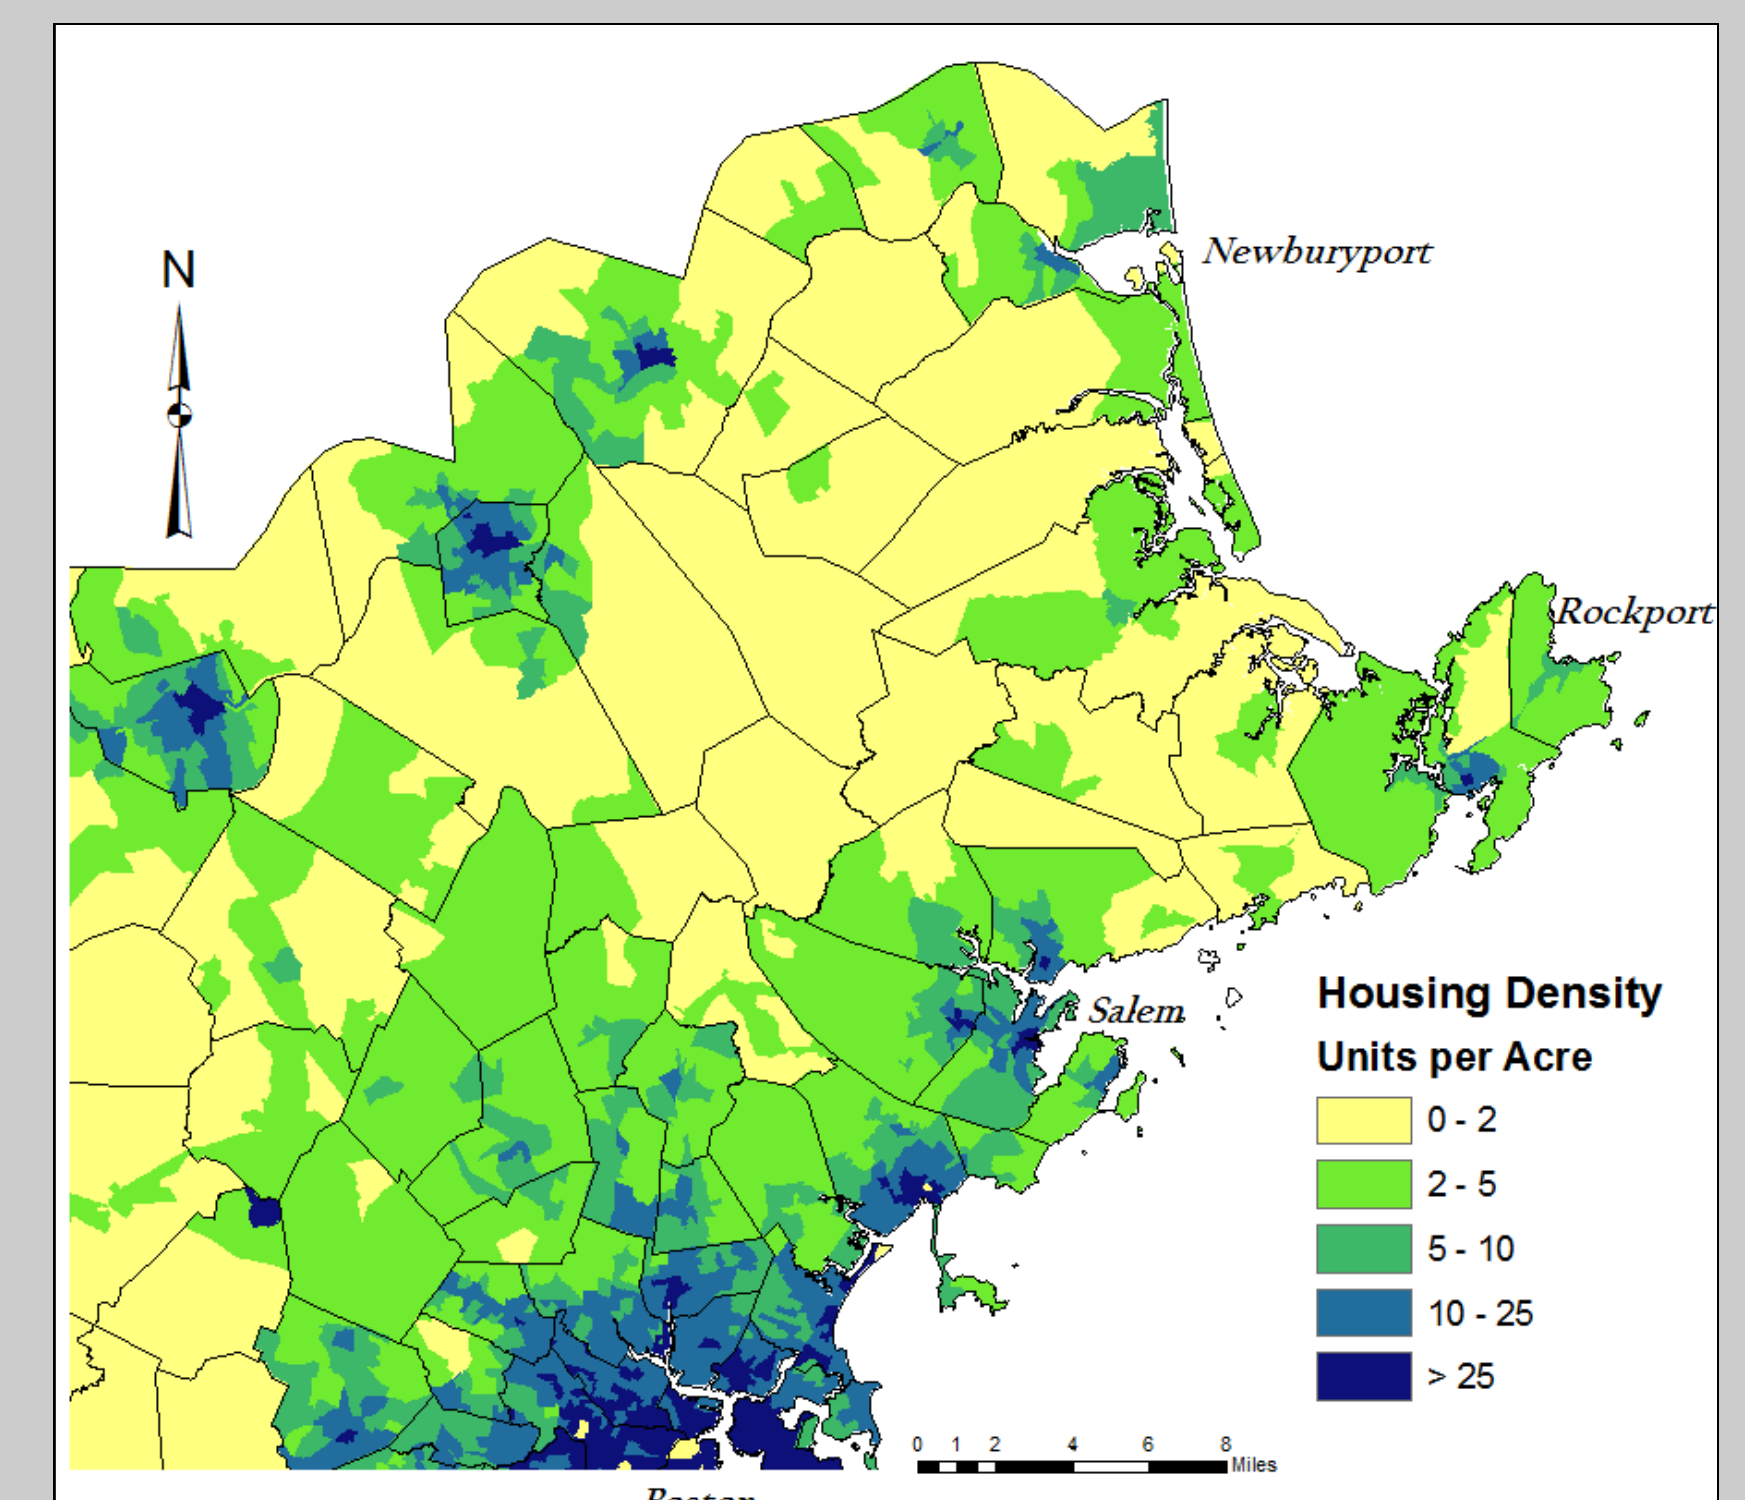 N
Newburyport
Rockport
Salem
Housing Density
Units per Acre
0 - 2
2 - 5
5 - 10
10 - 25
> 25
0 1 2 4 6 8
Miles